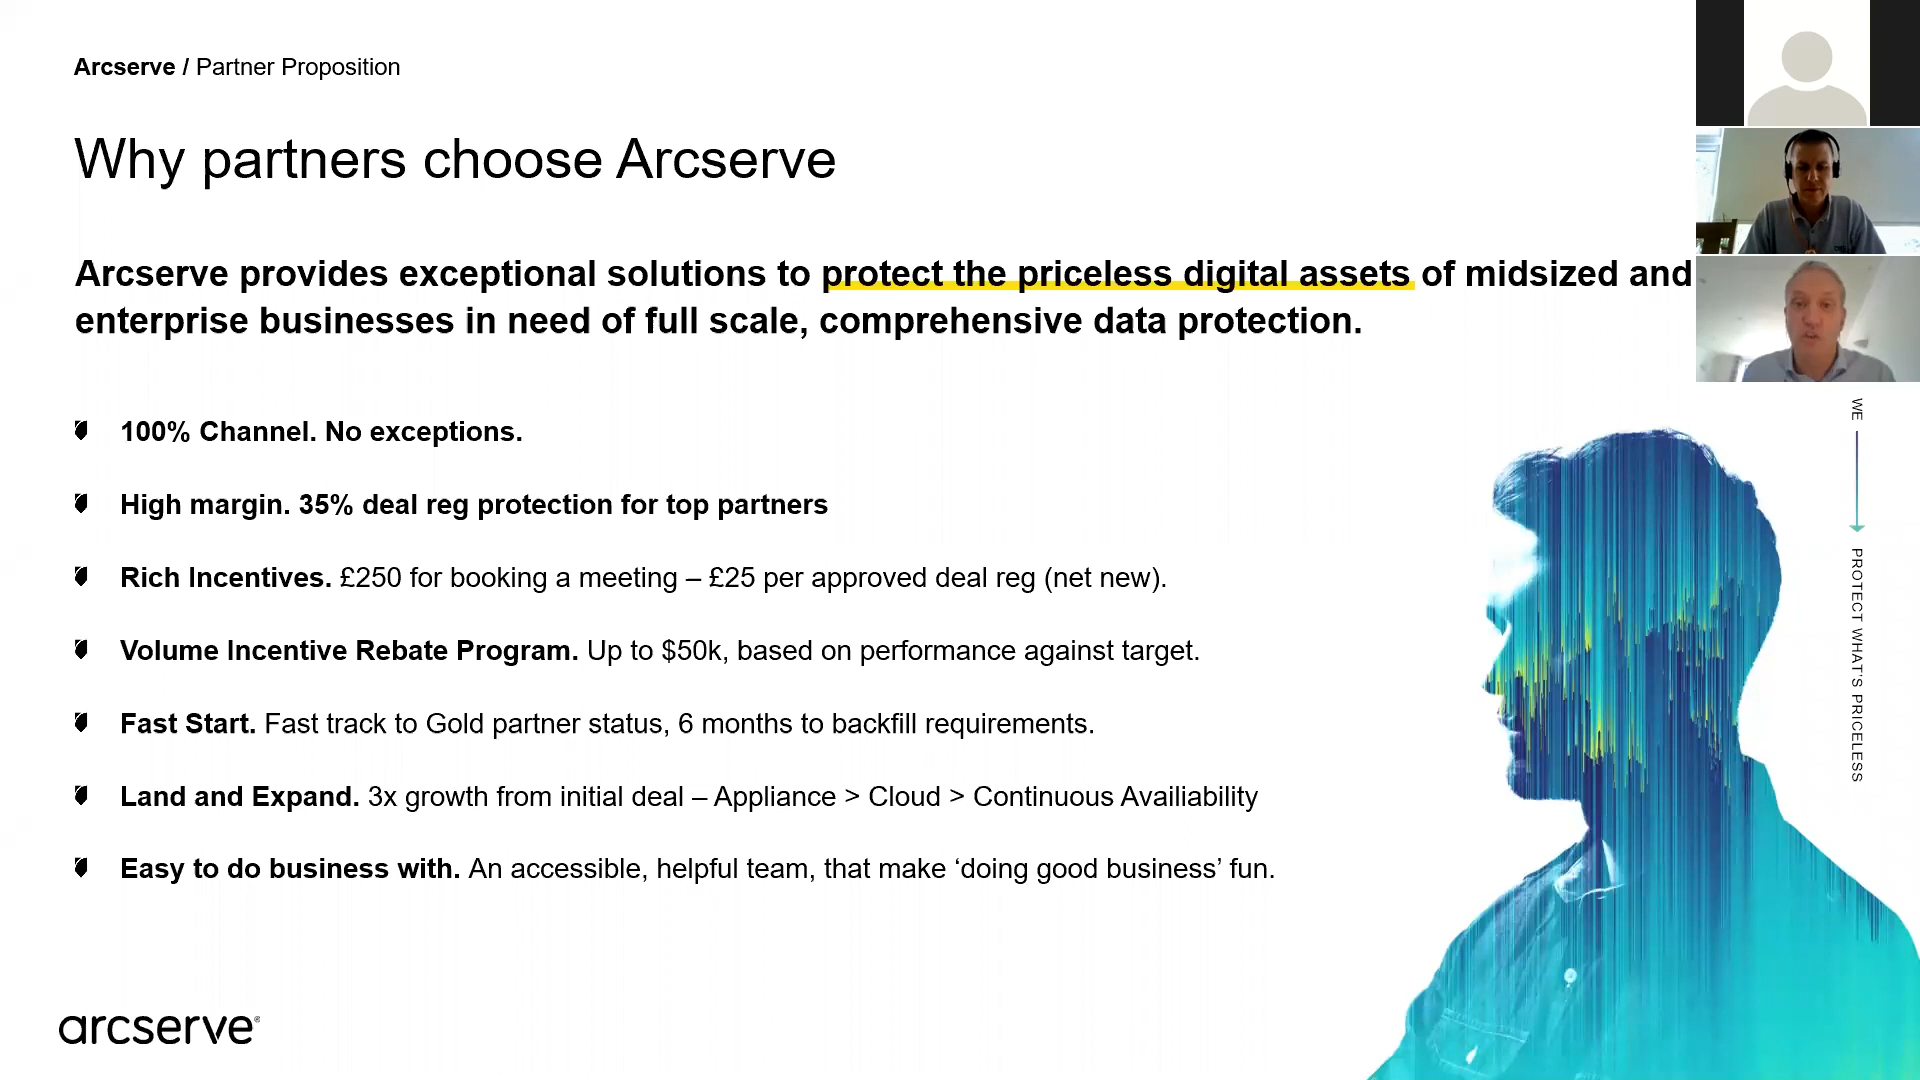 Arcserve / Partner Proposition
Why partners choose Arcserve
Arcserve provides exceptional solutions to protect the priceless digital assets of midsized and
enterprise businesses in need of full scale, comprehensive data protection.
100% Channel. No exceptions.
High margin. 35% deal reg protection for top partners
Rich Incentives. £250 for booking a meeting – £25 per approved deal reg (net new).
Volume Incentive Rebate Program. Up to $50k, based on performance against target.
Fast Start. Fast track to Gold partner status, 6 months to backfill requirements.
Land and Expand. 3x growth from initial deal – Appliance > Cloud > Continuous Availiability
Easy to do business with. An accessible, helpful team, that make ‘doing good business’ fun.
WE
PROTECT WHAT'S PRICELESS
arcserve®